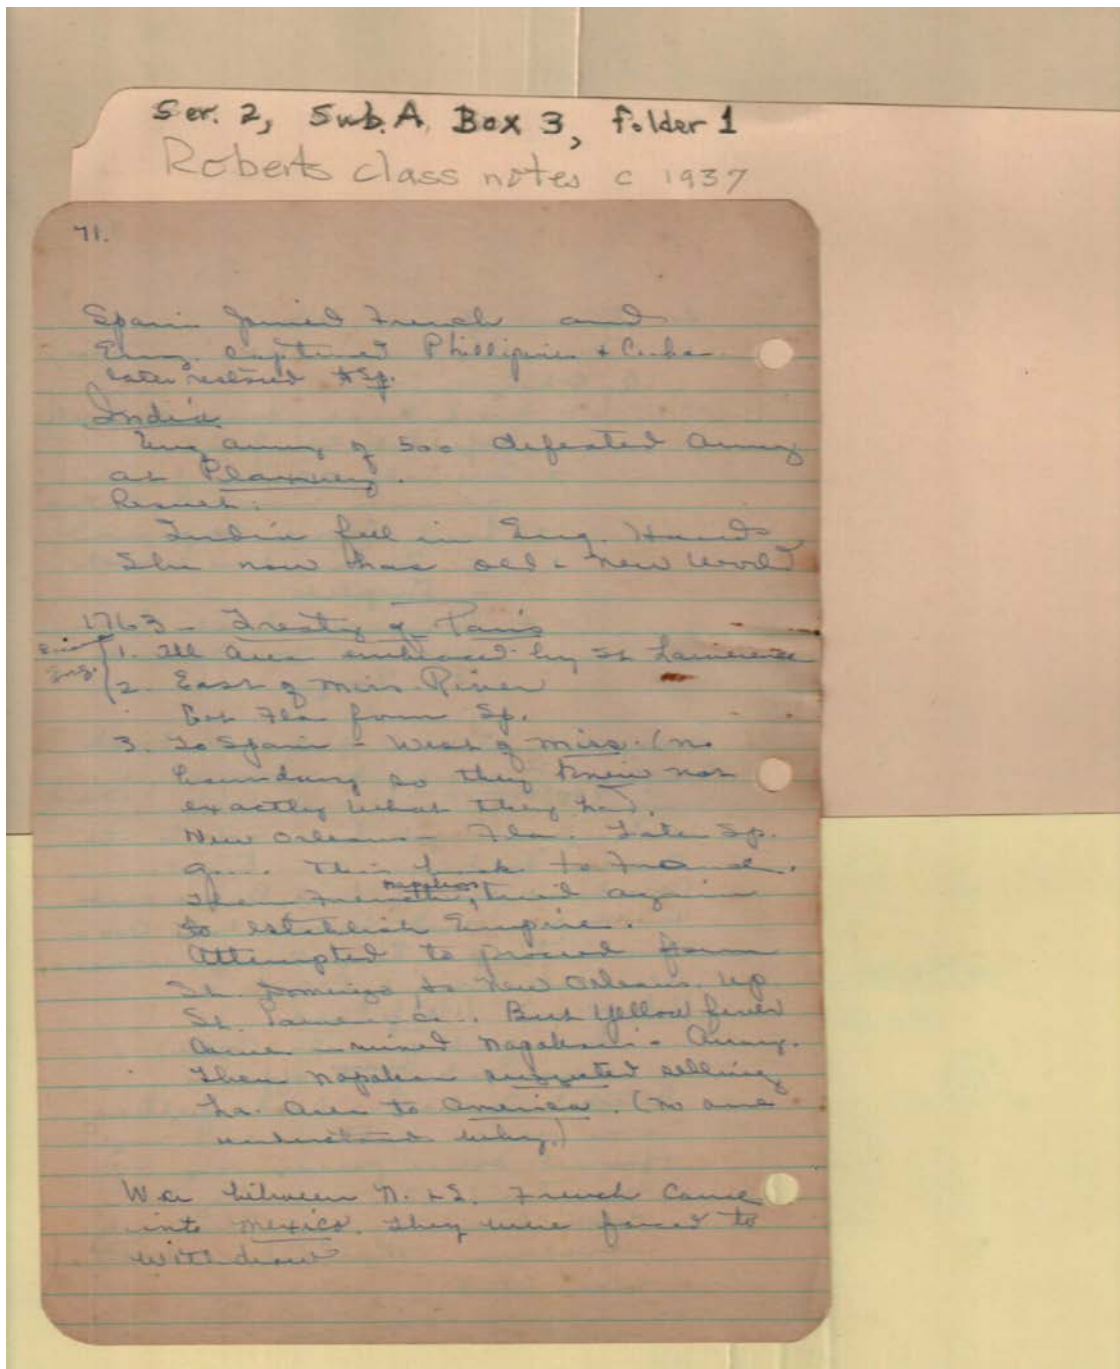 Ser. 2, Sub. A, Box 3, folder 1
Roberts class notes c 1937
71.
Spain joined French and
Eng. captured Phillipines + Cuba
later restored to Sp.
India
Eng army of 500 defeated army
at
Result:
India fell in Eng. Hands
She now has old - new World
1763 - Treaty of Paris
Eng.
1. All Area embraced by St Lawrence
2. East of Miss River
Got Fla from Sp.
3. To Spain - West of Miss. (no
boundary so they knew not
exactly what they had.
New Orleans - Fla. Later Sp.
gave this back to France.
Napoleon
Then French, tried again
to establish Empire.
Attempted to proceed from
St. Domingo to New Orleans. up
St. Lawrence. But Yellow fever
came - ruined Napoleon's Army.
Then Napoleon suggested selling
La. Area to America. (no one
understand why.)
War between N. + S. French came
into Mexico. They were forced to
withdraw